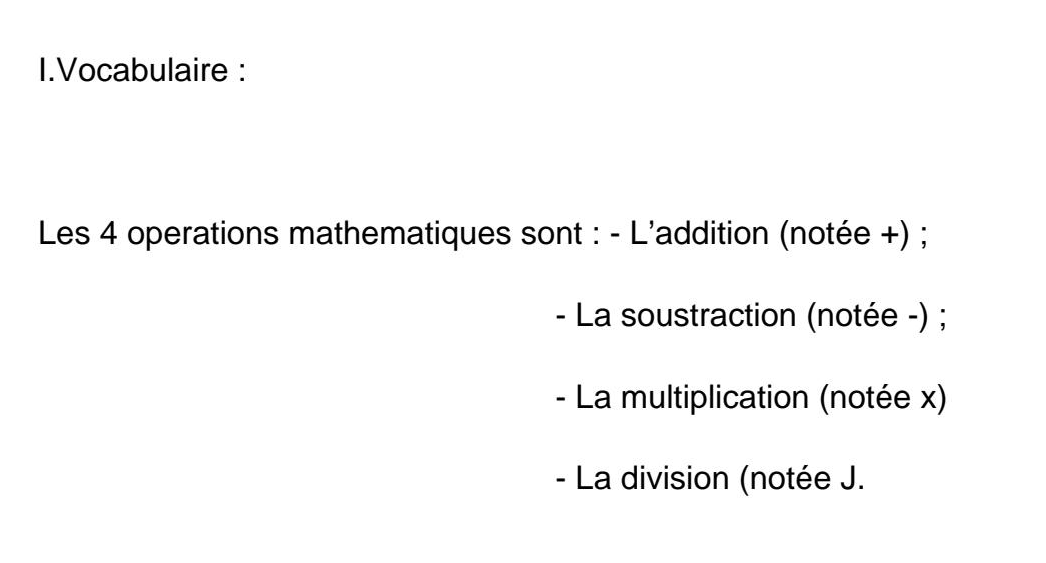 I.Vocabulaire :
Les 4 operations mathematiques sont : - L’addition (notée +) ;
- La soustraction (notée -) ;
- La multiplication (notée x)
- La division (notée J.